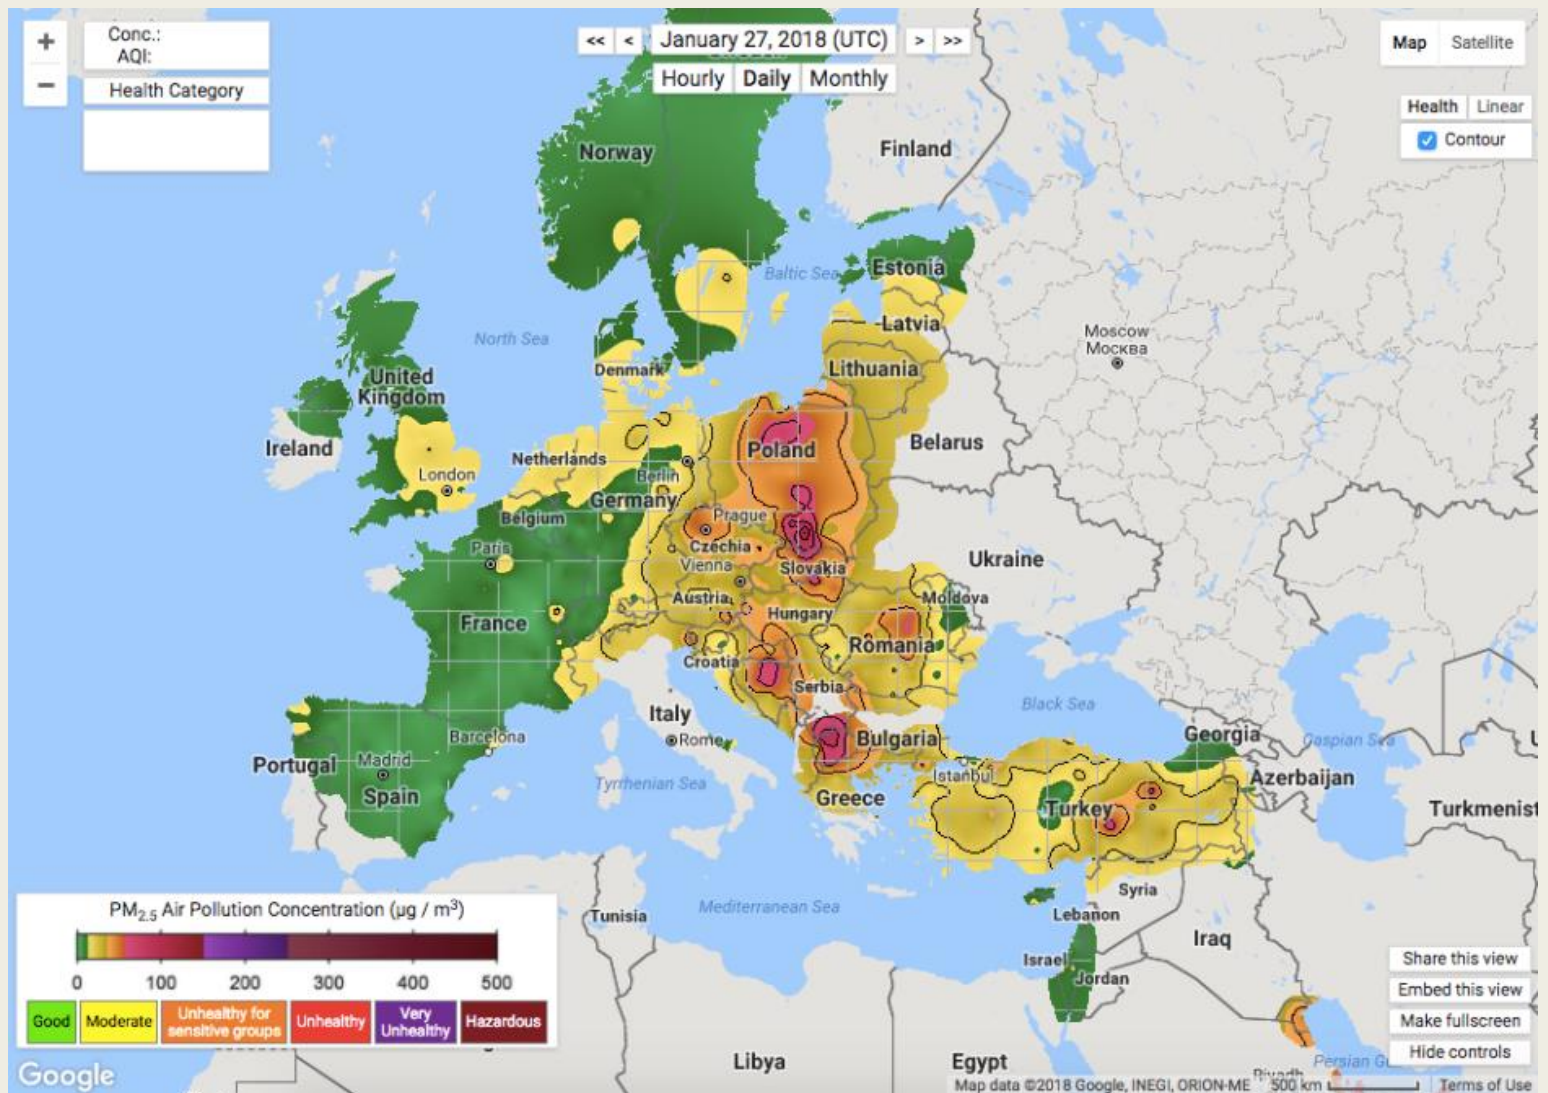 +
−
Conc.:
AQI:
Health Category
<< < January 27, 2018 (UTC) > >>
Hourly Daily Monthly
Map Satellite
Health Linear
Contour
Norway
Finland
Estonia
Baltic Sea
North Sea
Latvia
Moscow
Москва
Denmark
Lithuania
United
Kingdom
Ireland
Netherlands
Poland
Belarus
London
Berlin
Germany
Belgium
Prague
Paris
Czechia
Ukraine
Vienna
Slovakia
Austria
Moldova
France
Hungary
Romania
Croatia
Serbia
Italy
Black Sea
Barcelona
Rome
Bulgaria
Georgia
Caspian Sea
Portugal
Madrid
Tyrrhenian Sea
Istanbul
Azerbaijan
Spain
Greece
Turkey
Turkmenist
Syria
Mediterranean Sea
Tunisia
Lebanon
Iraq
Israel
Jordan
Libya
Egypt
Persian Gu
Riyadh
PM2.5 Air Pollution Concentration (µg / m³)
0 100 200 300 400 500
Good Moderate Unhealthy for
sensitive groups Unhealthy Very
Unhealthy Hazardous
Share this view
Embed this view
Make fullscreen
Hide controls
Google
Map data ©2018 Google, INEGI, ORION-ME 500 km Terms of Use